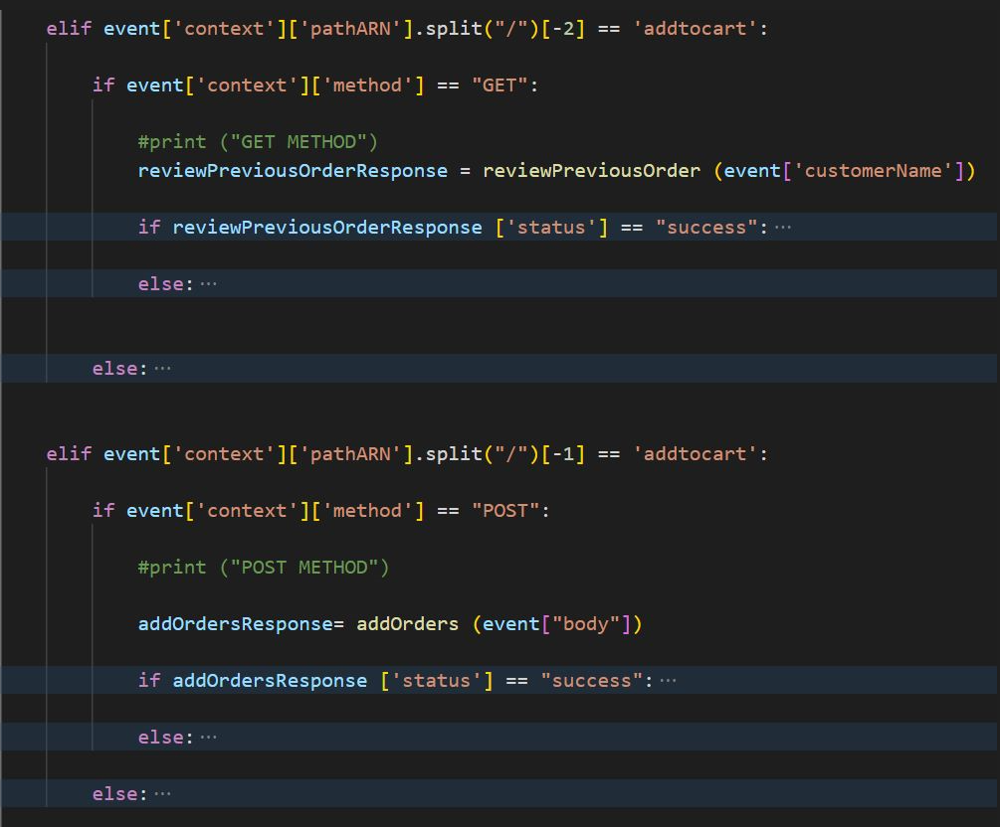 elif event['context']['pathARN'].split("/")[-2] == 'addtocart':
if event['context']['method'] == "GET":
#print ("GET METHOD")
reviewPreviousOrderResponse = reviewPreviousOrder (event['customerName'])
if reviewPreviousOrderResponse ['status'] == "success":···
else:···
else:···
elif event['context']['pathARN'].split("/")[-1] == 'addtocart':
if event['context']['method'] == "POST":
#print ("POST METHOD")
addOrdersResponse= addOrders (event["body"])
if addOrdersResponse ['status'] == "success":···
else:···
else:···